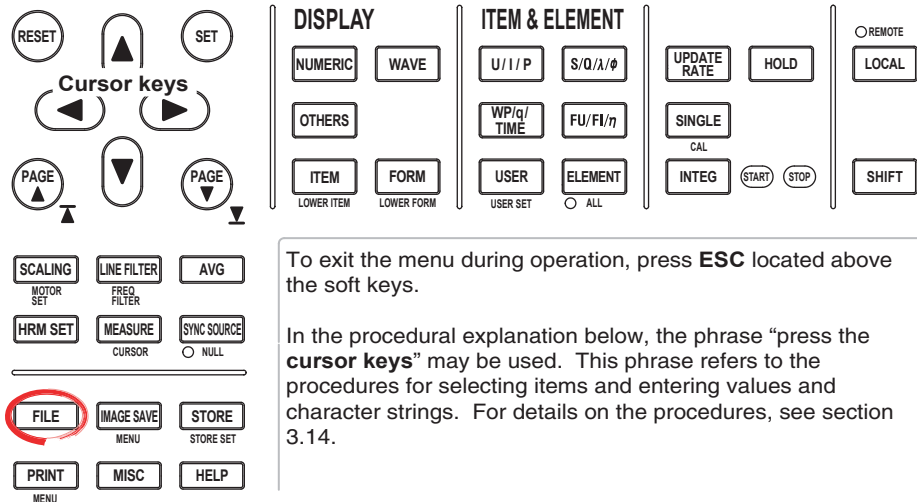 DISPLAY
ITEM & ELEMENT
RESET
SET
REMOTE
NUMERIC
WAVE
U / I / P
S/Q/λ/ϕ
UPDATE RATE
HOLD
LOCAL
Cursor keys
OTHERS
WP/q/ TIME
FU/FI/η
SINGLE
CAL
PAGE
PAGE
ITEM
FORM
USER
ELEMENT
INTEG
START
STOP
SHIFT
LOWER ITEM
LOWER FORM
USER SET
ALL
SCALING
LINE FILTER
AVG
MOTOR SET
FREQ FILTER
HRM SET
MEASURE
SYNC SOURCE
CURSOR
NULL
FILE
IMAGE SAVE
STORE
MENU
STORE SET
PRINT
MISC
HELP
MENU
To exit the menu during operation, press ESC located above
the soft keys.
In the procedural explanation below, the phrase “press the
cursor keys” may be used. This phrase refers to the
procedures for selecting items and entering values and
character strings. For details on the procedures, see section
3.14.